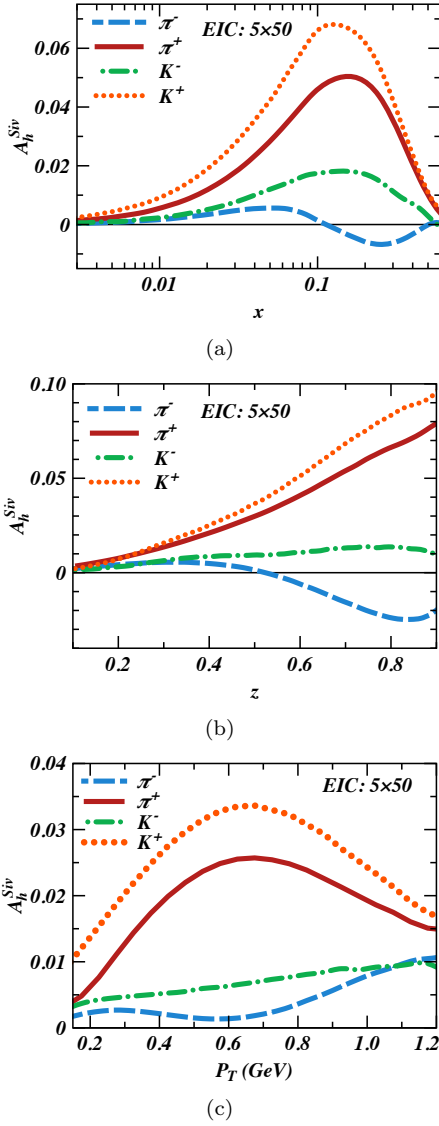 EIC: 5×50
π⁻
π⁺
K⁻
K⁺
A_h^Siv
0.06
0.04
0.02
0
0.01
0.1
x
(a)
EIC: 5×50
π⁻
π⁺
K⁻
K⁺
A_h^Siv
0.10
0.05
0
0.2
0.4
0.6
0.8
z
(b)
EIC: 5×50
π⁻
π⁺
K⁻
K⁺
A_h^Siv
0.04
0.03
0.02
0.01
0
0.2
0.4
0.6
0.8
1.0
1.2
P_T (GeV)
(c)